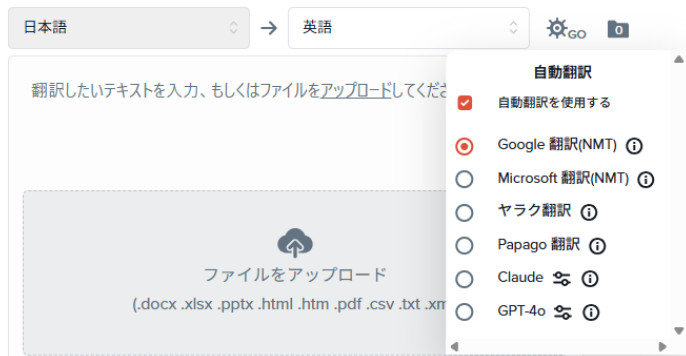 日本語
英語
GO
0
自動翻訳
自動翻訳を使用する
翻訳したいテキストを入力、もしくはファイルをアップロードしてくださ
Google 翻訳(NMT)
Microsoft 翻訳(NMT)
ヤラク翻訳
Papago 翻訳
Claude
GPT-4o
ファイルをアップロード
(.docx .xlsx .pptx .html .htm .pdf .csv .txt .xm